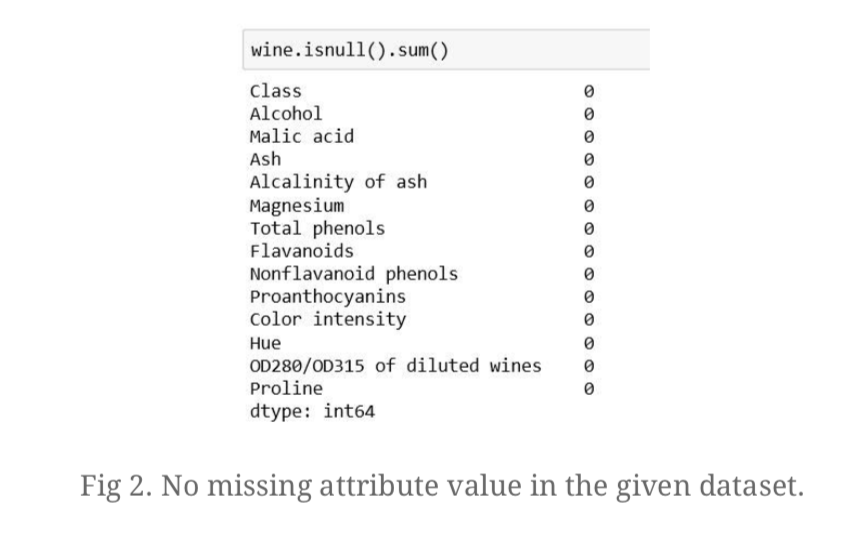 wine.isnull().sum()
Class 0
Alcohol 0
Malic acid 0
Ash 0
Alcalinity of ash 0
Magnesium 0
Total phenols 0
Flavanoids 0
Nonflavanoid phenols 0
Proanthocyanins 0
Color intensity 0
Hue 0
OD280/OD315 of diluted wines 0
Proline 0
dtype: int64
Fig 2. No missing attribute value in the given dataset.